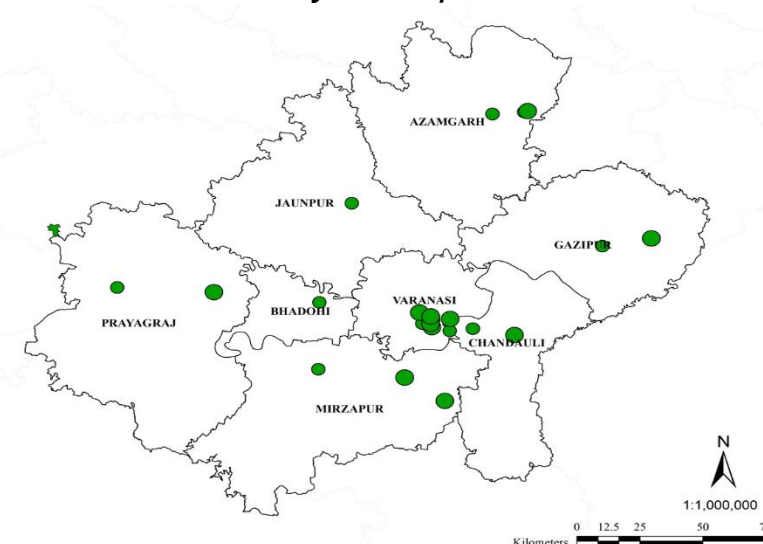 AZAMGARH
JAUNPUR
GAZIPUR
VARANASI
BHADOHI
PRAYAGRAJ
CHANDAULI
MIRZAPUR
N
1:1,000,000
0 12.5 25 50
Kilometers